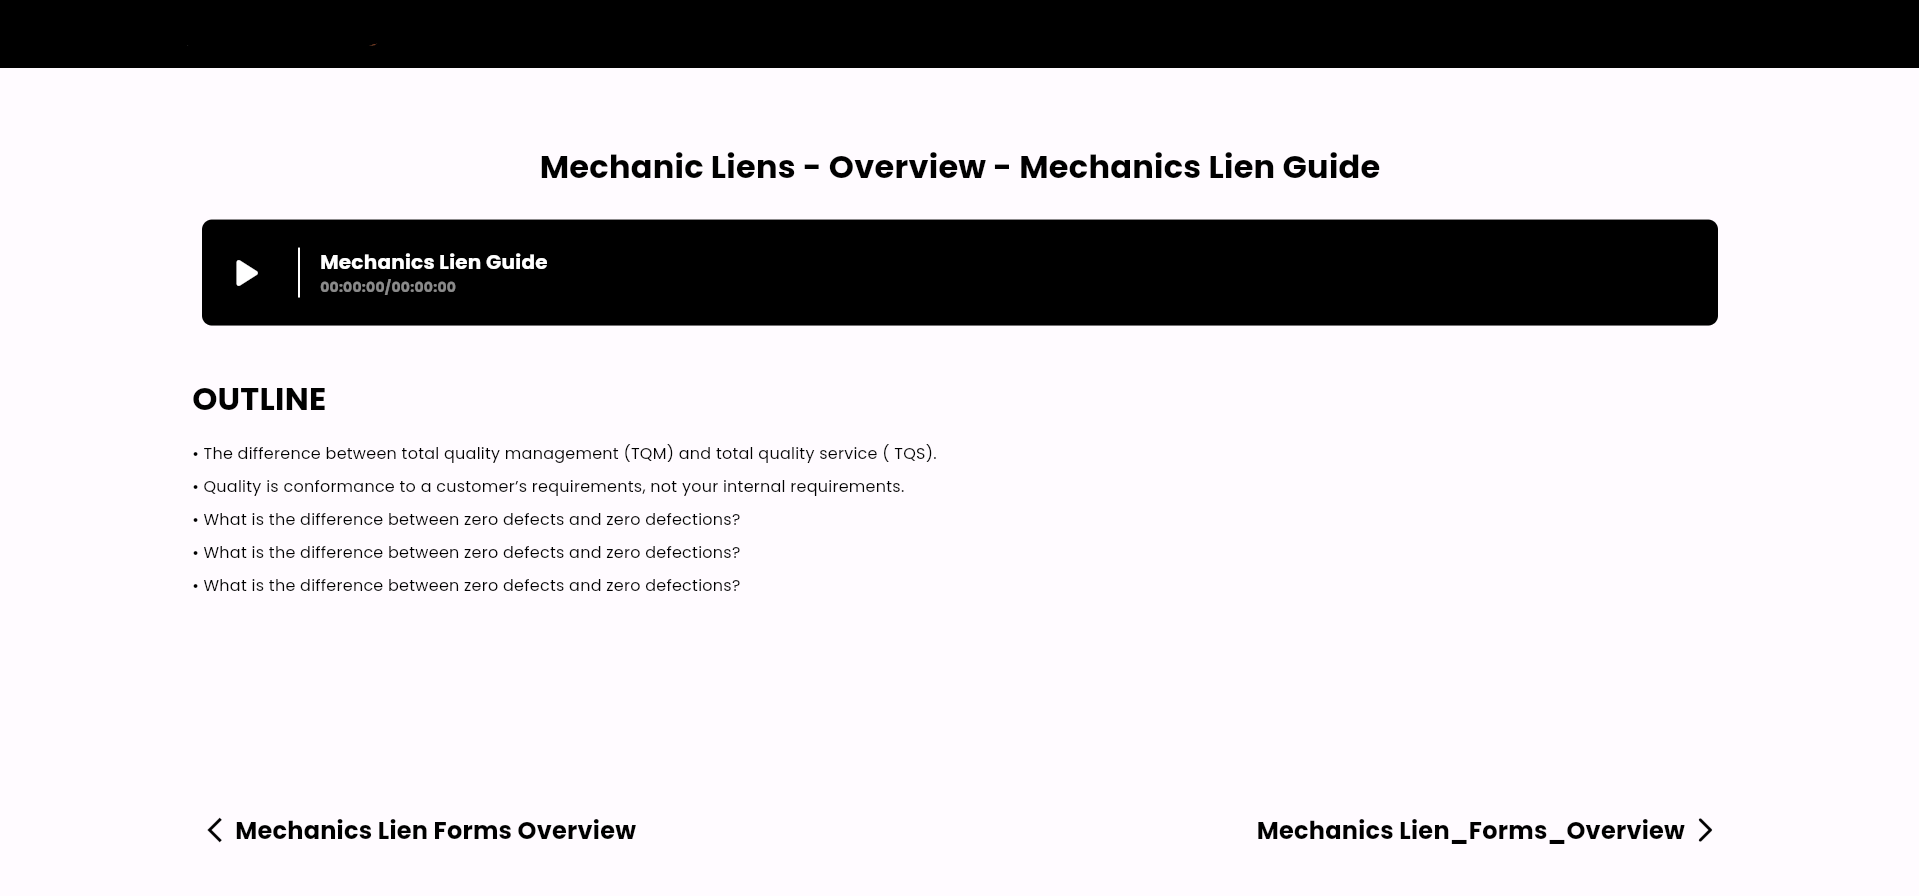 Mechanic Liens - Overview - Mechanics Lien Guide
Mechanics Lien Guide
00:00:00/00:00:00
OUTLINE
• The difference between total quality management (TQM) and total quality service ( TQS).
• Quality is conformance to a customer’s requirements, not your internal requirements.
• What is the difference between zero defects and zero defections?
• What is the difference between zero defects and zero defections?
• What is the difference between zero defects and zero defections?
Mechanics Lien Forms Overview
Mechanics Lien_Forms_Overview